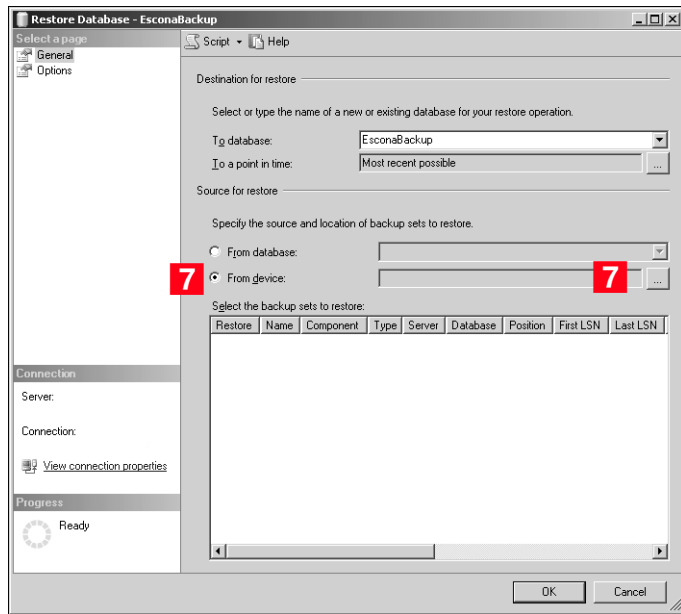 Restore Database - EsconaBackup
Select a page
General
Options
Script Help
Destination for restore
Select or type the name of a new or existing database for your restore operation.
To database: EsconaBackup
To a point in time: Most recent possible ...
Source for restore
Specify the source and location of backup sets to restore.
From database:
7 From device: 7 ...
Select the backup sets to restore:
Restore Name Component Type Server Database Position First LSN Last LSN
Connection
Server:
Connection:
View connection properties
Progress
Ready
OK Cancel